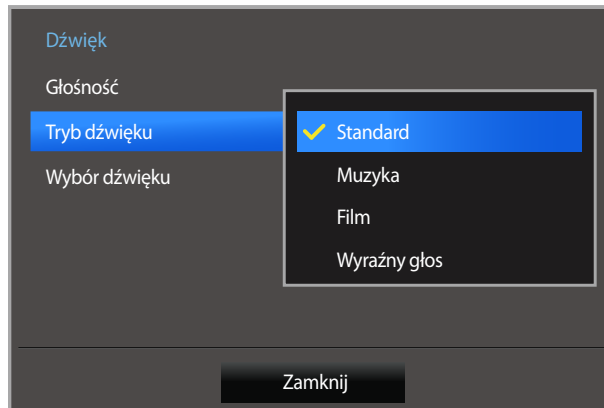 Dźwięk
Głośność
Tryb dźwięku
Standard
Wybór dźwięku
Muzyka
Film
Wyraźny głos
Zamknij